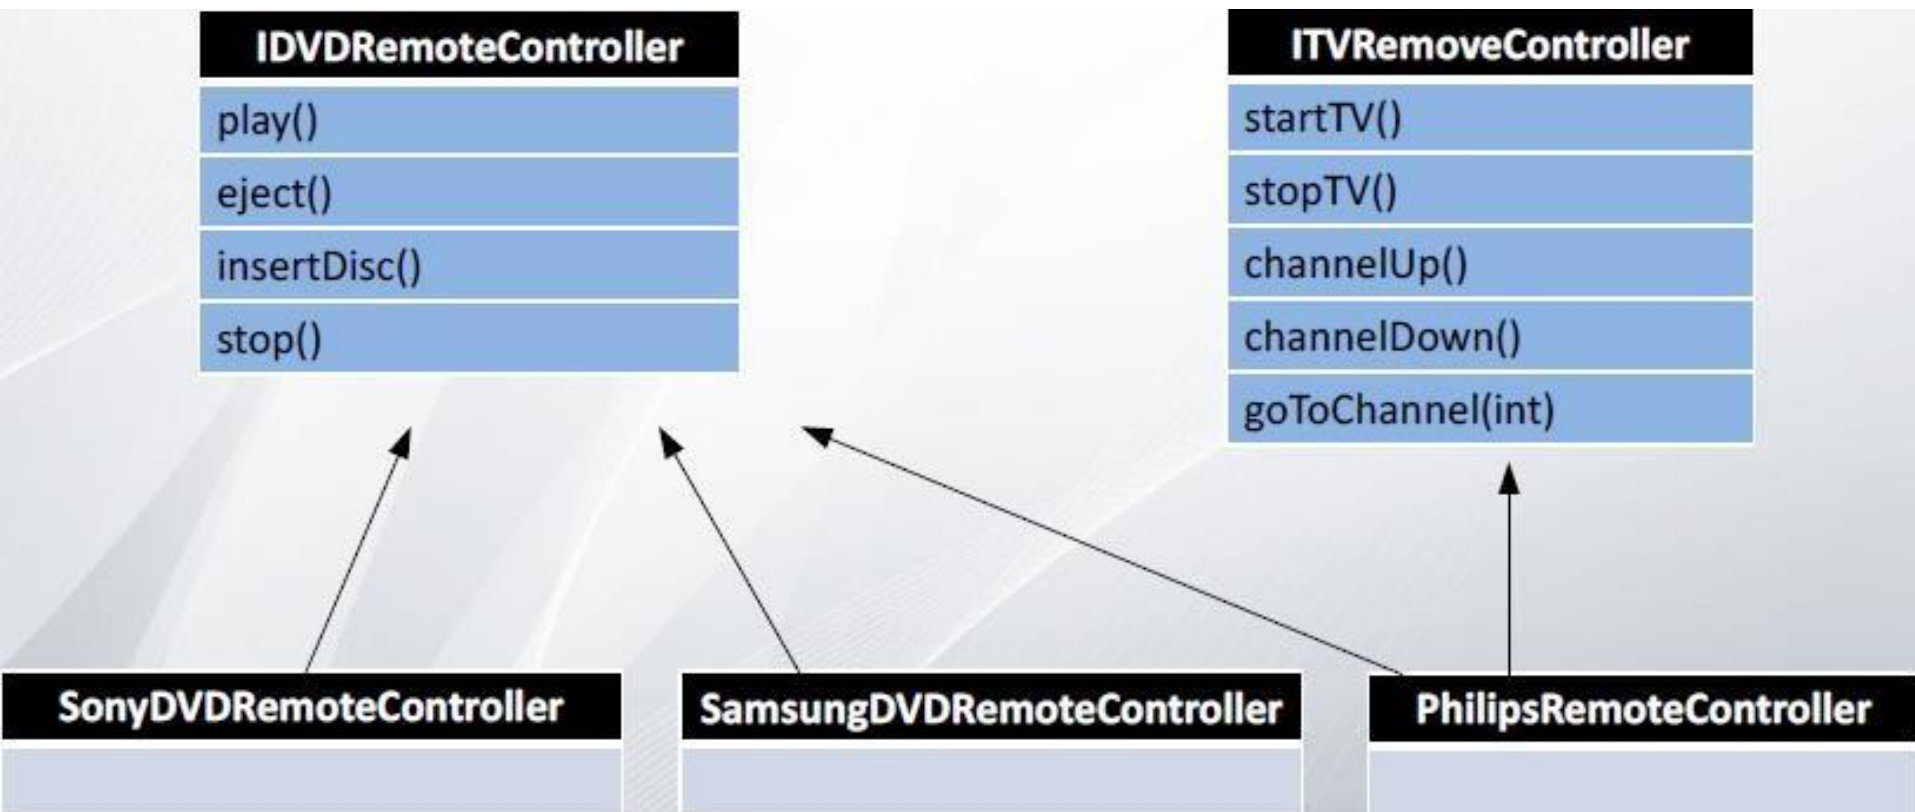 IDVDRemoteController
play()
eject()
insertDisc()
stop()
ITVRemoveController
startTV()
stopTV()
channelUp()
channelDown()
goToChannel(int)
SonyDVDRemoteController
SamsungDVDRemoteController
PhilipsRemoteController